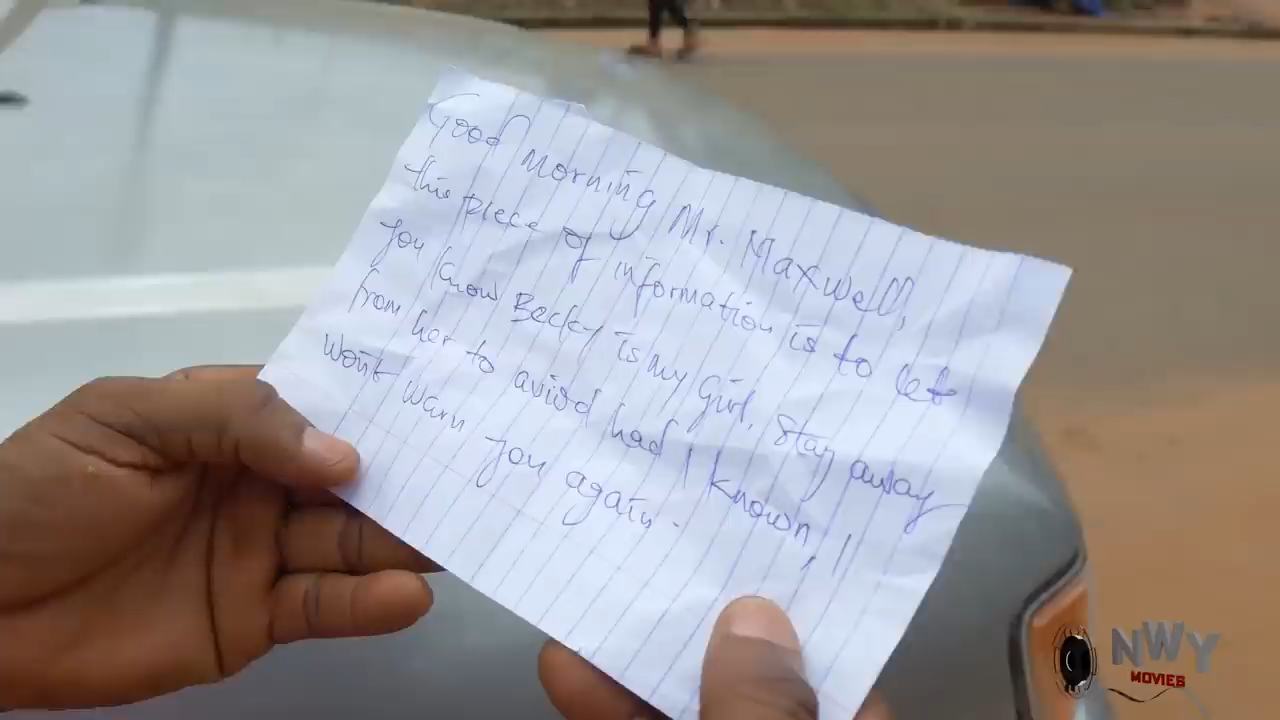 Good morning Mr. Maxwell,
this piece of information is to let
you know Becky is my girl, stay away
from her to aviod had I known, I
wont warn you again.
NWY
MOVIES